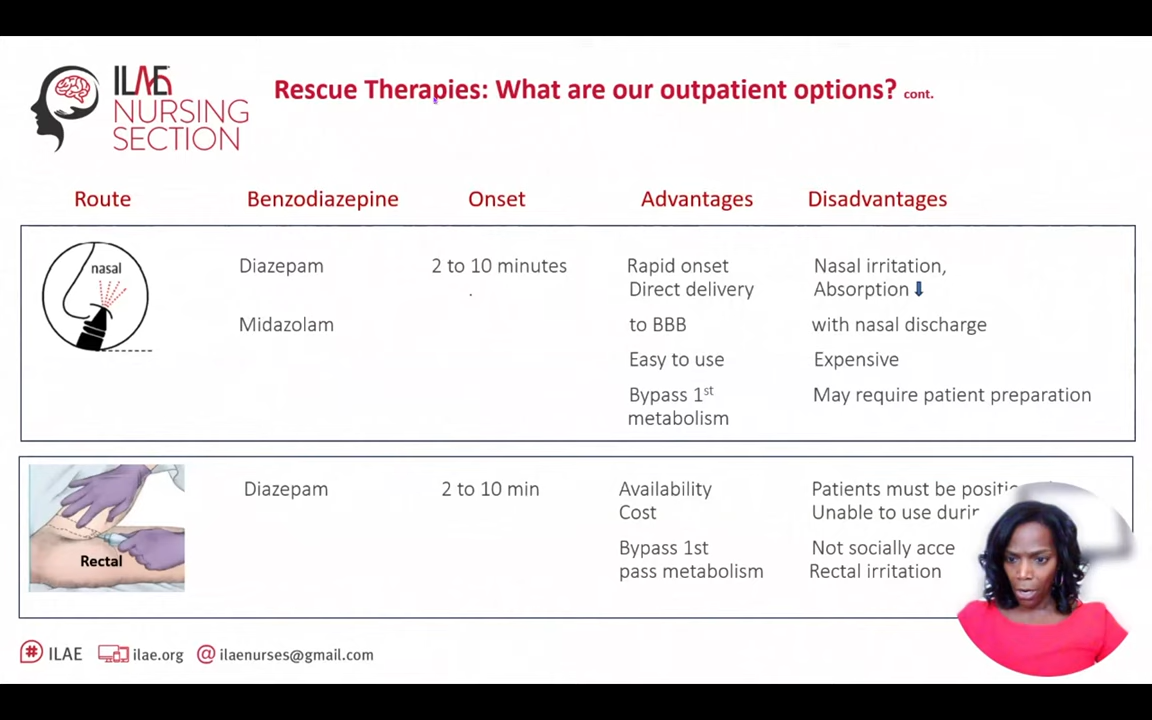 ILAE
NURSING
SECTION
Rescue Therapies: What are our outpatient options? cont.
Route Benzodiazepine Onset Advantages Disadvantages
nasal
Diazepam 2 to 10 minutes Rapid onset Nasal irritation,
Direct delivery Absorption
Midazolam to BBB with nasal discharge
Easy to use Expensive
Bypass 1st May require patient preparation
metabolism
Diazepam 2 to 10 min Availability Patients must be
Cost Unable to use
Bypass 1st Not socially
pass metabolism Rectal irritation
Rectal
# ILAE ilae.org @ ilaenurses@gmail.com